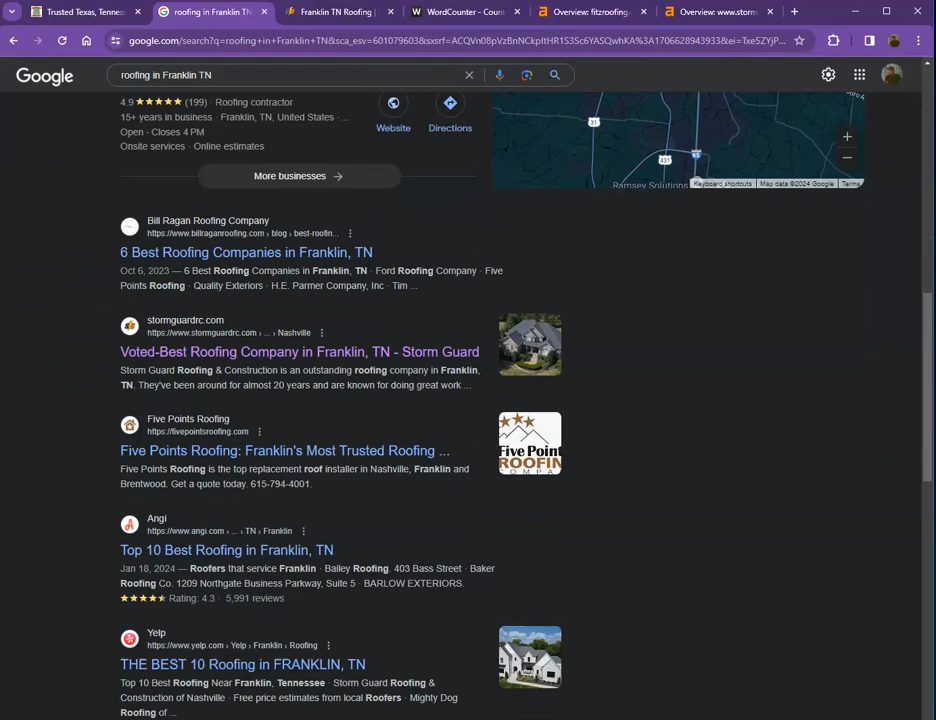 Trusted Texas, Tennes:
roofing in Franklin TN
Franklin TN Roofing |
WordCounter - Count
Overview: fitzroofing.
Overview: www.storm
google.com/search?q=roofing+in+Franklin+TN&sca_esv=601079603&sxsrf=ACQVn08pVzBnNCkpItHR1S3Sc6YASQwhKA%3A1706628943933&ei=Txe5ZYjP...
Google
roofing in Franklin TN
4.9 ★★★★★ (199) · Roofing contractor
15+ years in business · Franklin, TN, United States · ...
Open · Closes 4 PM
Onsite services · Online estimates
Website
Directions
More businesses →
31
431
65
Ramsey Solutions
Keyboard shortcuts
Map data ©2024 Google
Terms
Bill Ragan Roofing Company
https://www.billraganroofing.com › blog › best-roofin...
6 Best Roofing Companies in Franklin, TN
Oct 6, 2023 — 6 Best Roofing Companies in Franklin, TN · Ford Roofing Company · Five
Points Roofing · Quality Exteriors · H.E. Parmer Company, Inc · Tim ...
stormguardrc.com
https://www.stormguardrc.com › ... › Nashville
Voted-Best Roofing Company in Franklin, TN - Storm Guard
Storm Guard Roofing & Construction is an outstanding roofing company in Franklin,
TN. They've been around for almost 20 years and are known for doing great work ...
Five Points Roofing
https://fivepointsroofing.com
Five Points Roofing: Franklin's Most Trusted Roofing ...
Five Points Roofing is the top replacement roof installer in Nashville, Franklin and
Brentwood. Get a quote today. 615-794-4001.
Five Point
ROOFIN
COMPA
Angi
https://www.angi.com › ... › TN › Franklin
Top 10 Best Roofing in Franklin, TN
Jan 18, 2024 — Roofers that service Franklin · Bailey Roofing. 403 Bass Street · Baker
Roofing Co. 1209 Northgate Business Parkway, Suite 5 · BARLOW EXTERIORS.
Rating: 4.3 · 5,991 reviews
Yelp
https://www.yelp.com › Yelp › Franklin › Roofing
THE BEST 10 Roofing in FRANKLIN, TN
Top 10 Best Roofing Near Franklin, Tennessee · Storm Guard Roofing &
Construction of Nashville · Free price estimates from local Roofers · Mighty Dog
Roofing of ...